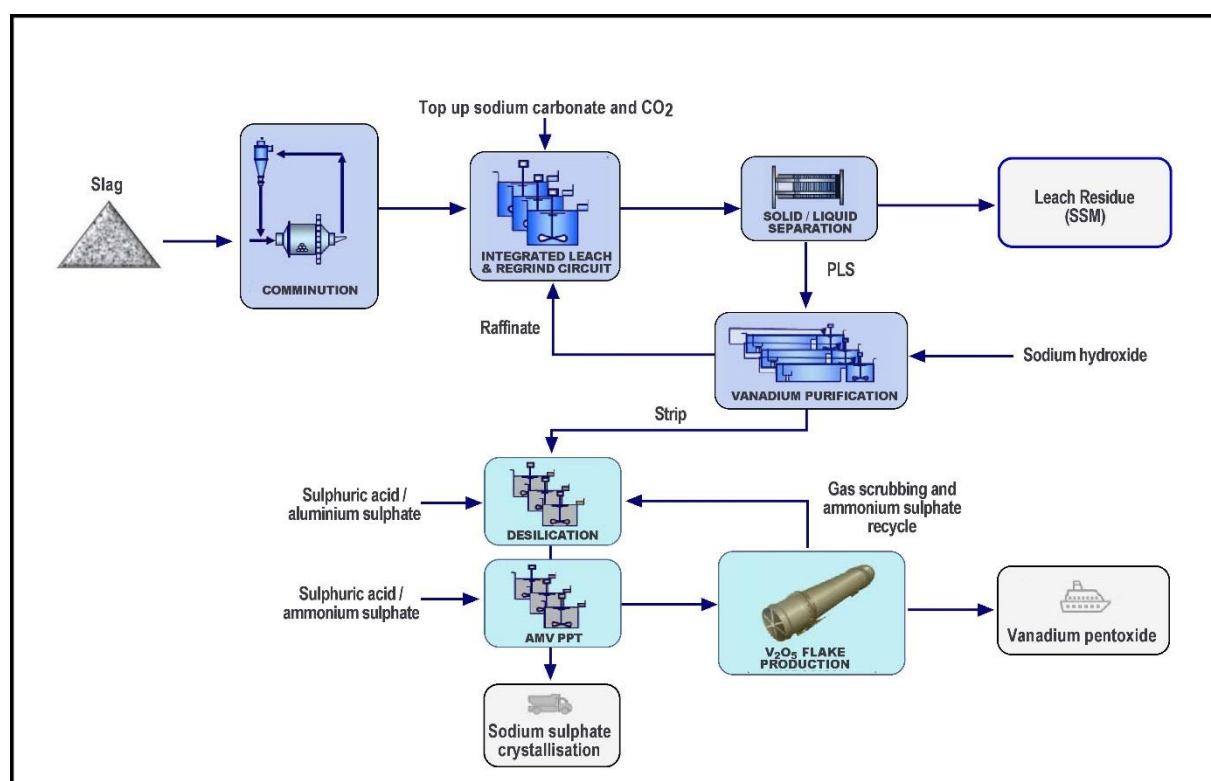 Top up sodium carbonate and CO2
Slag
COMMINUTION
INTEGRATED LEACH
& REGRIND CIRCUIT
SOLID / LIQUID
SEPARATION
Leach Residue
(SSM)
PLS
Raffinate
Sodium hydroxide
VANADIUM PURIFICATION
Strip
Sulphuric acid /
aluminium sulphate
DESILICATION
Gas scrubbing and
ammonium sulphate
recycle
Sulphuric acid /
ammonium sulphate
AMV PPT
V2O5 FLAKE
PRODUCTION
Vanadium pentoxide
Sodium sulphate
crystallisation